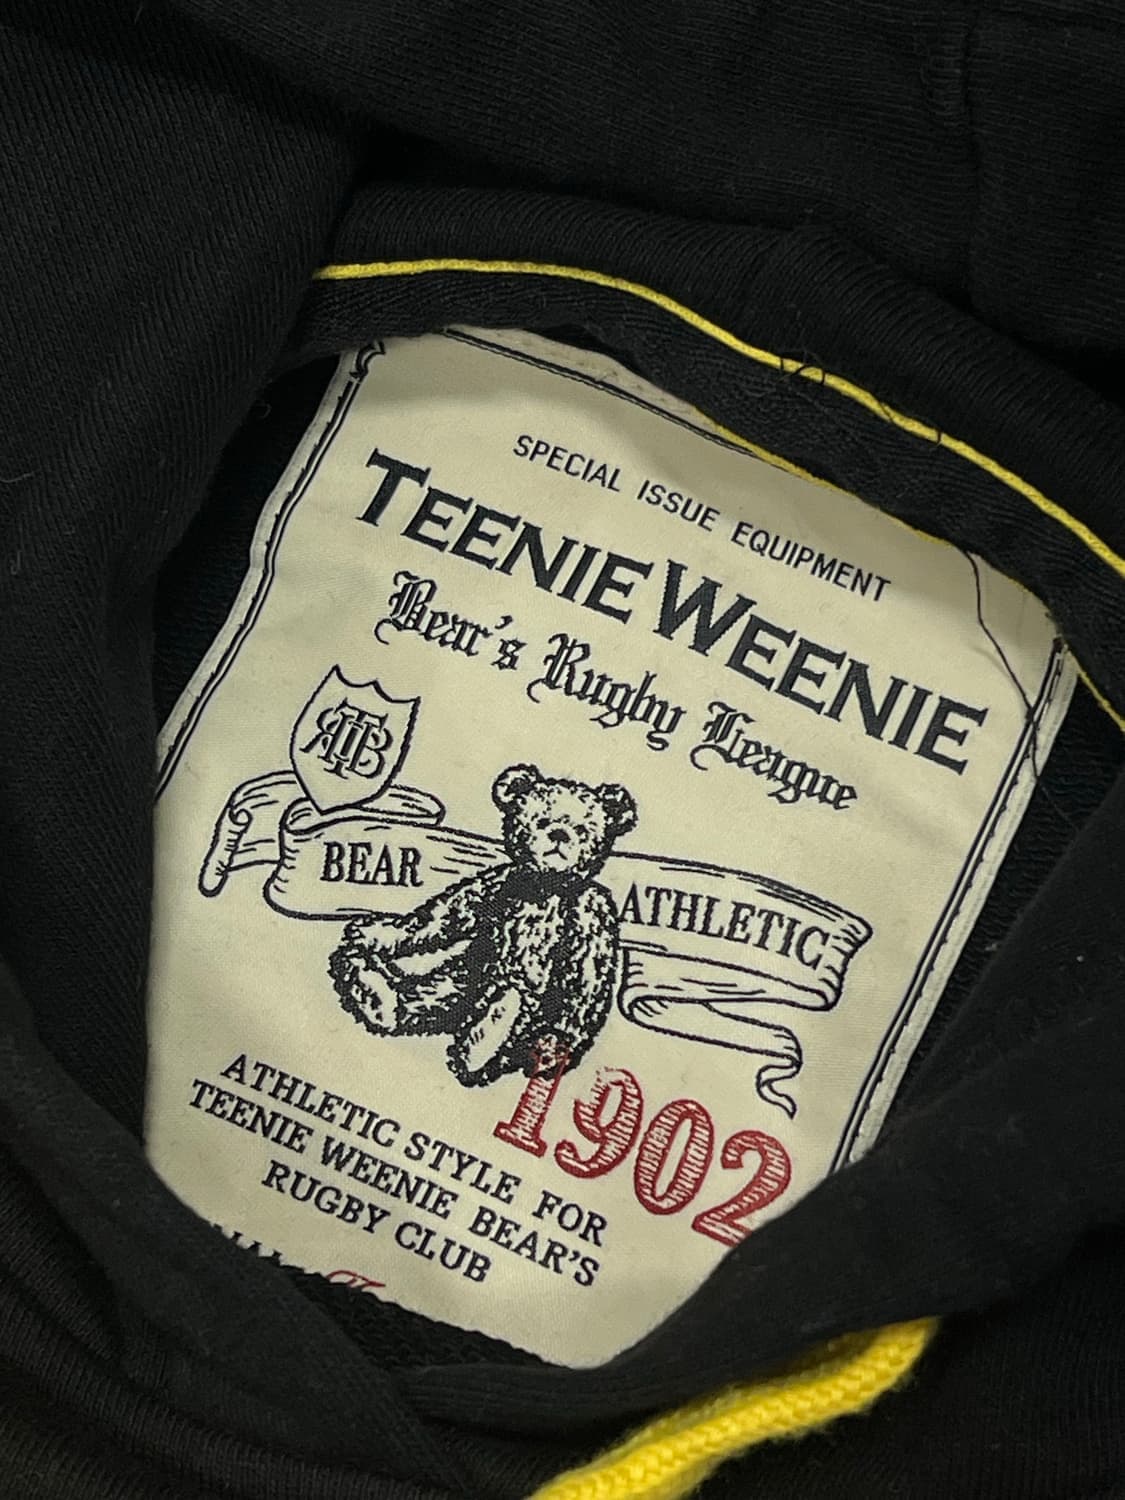 SPECIAL ISSUE EQUIPMENT
TEENIE WEENIE
Bear's Rugby League
RTB
BEAR
ATHLETIC
1902
ATHLETIC STYLE FOR
TEENIE WEENIE BEAR'S
RUGBY CLUB